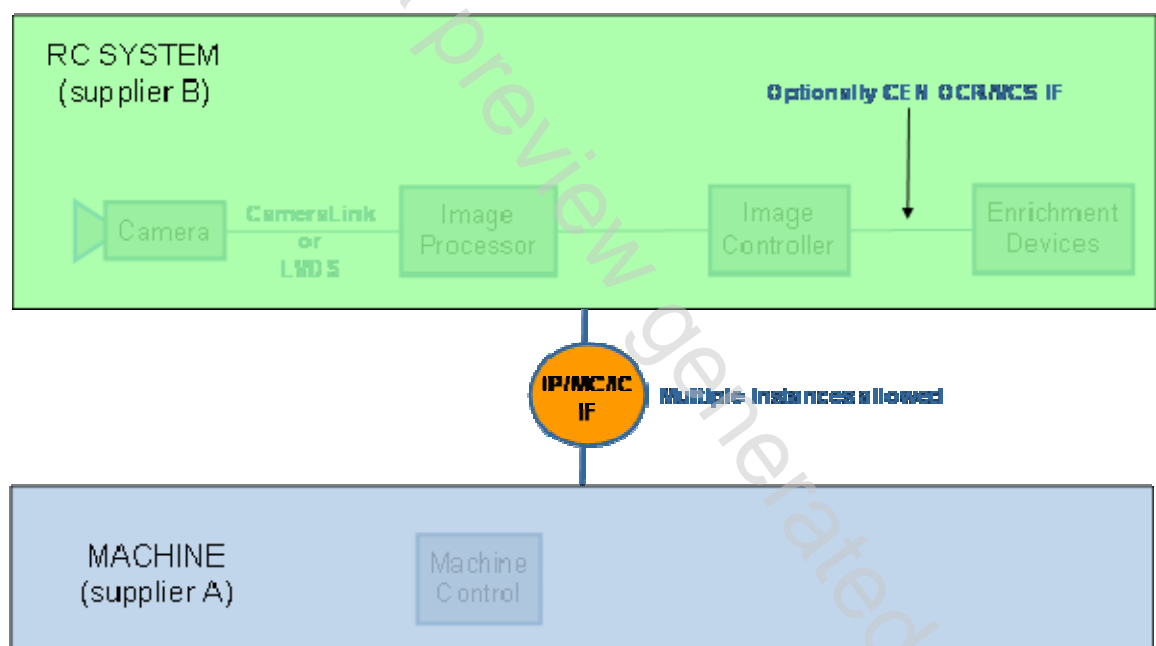 RC SYSTEM
(supplier B)
Optionally CEN OCR/VCS IF
Camera
CameraLink
or
LVDS
Image
Processor
Image
Controller
Enrichment
Devices
IP/MC/IC
IF
Multiple instances allowed
MACHINE
(supplier A)
Machine
Control
preview generated